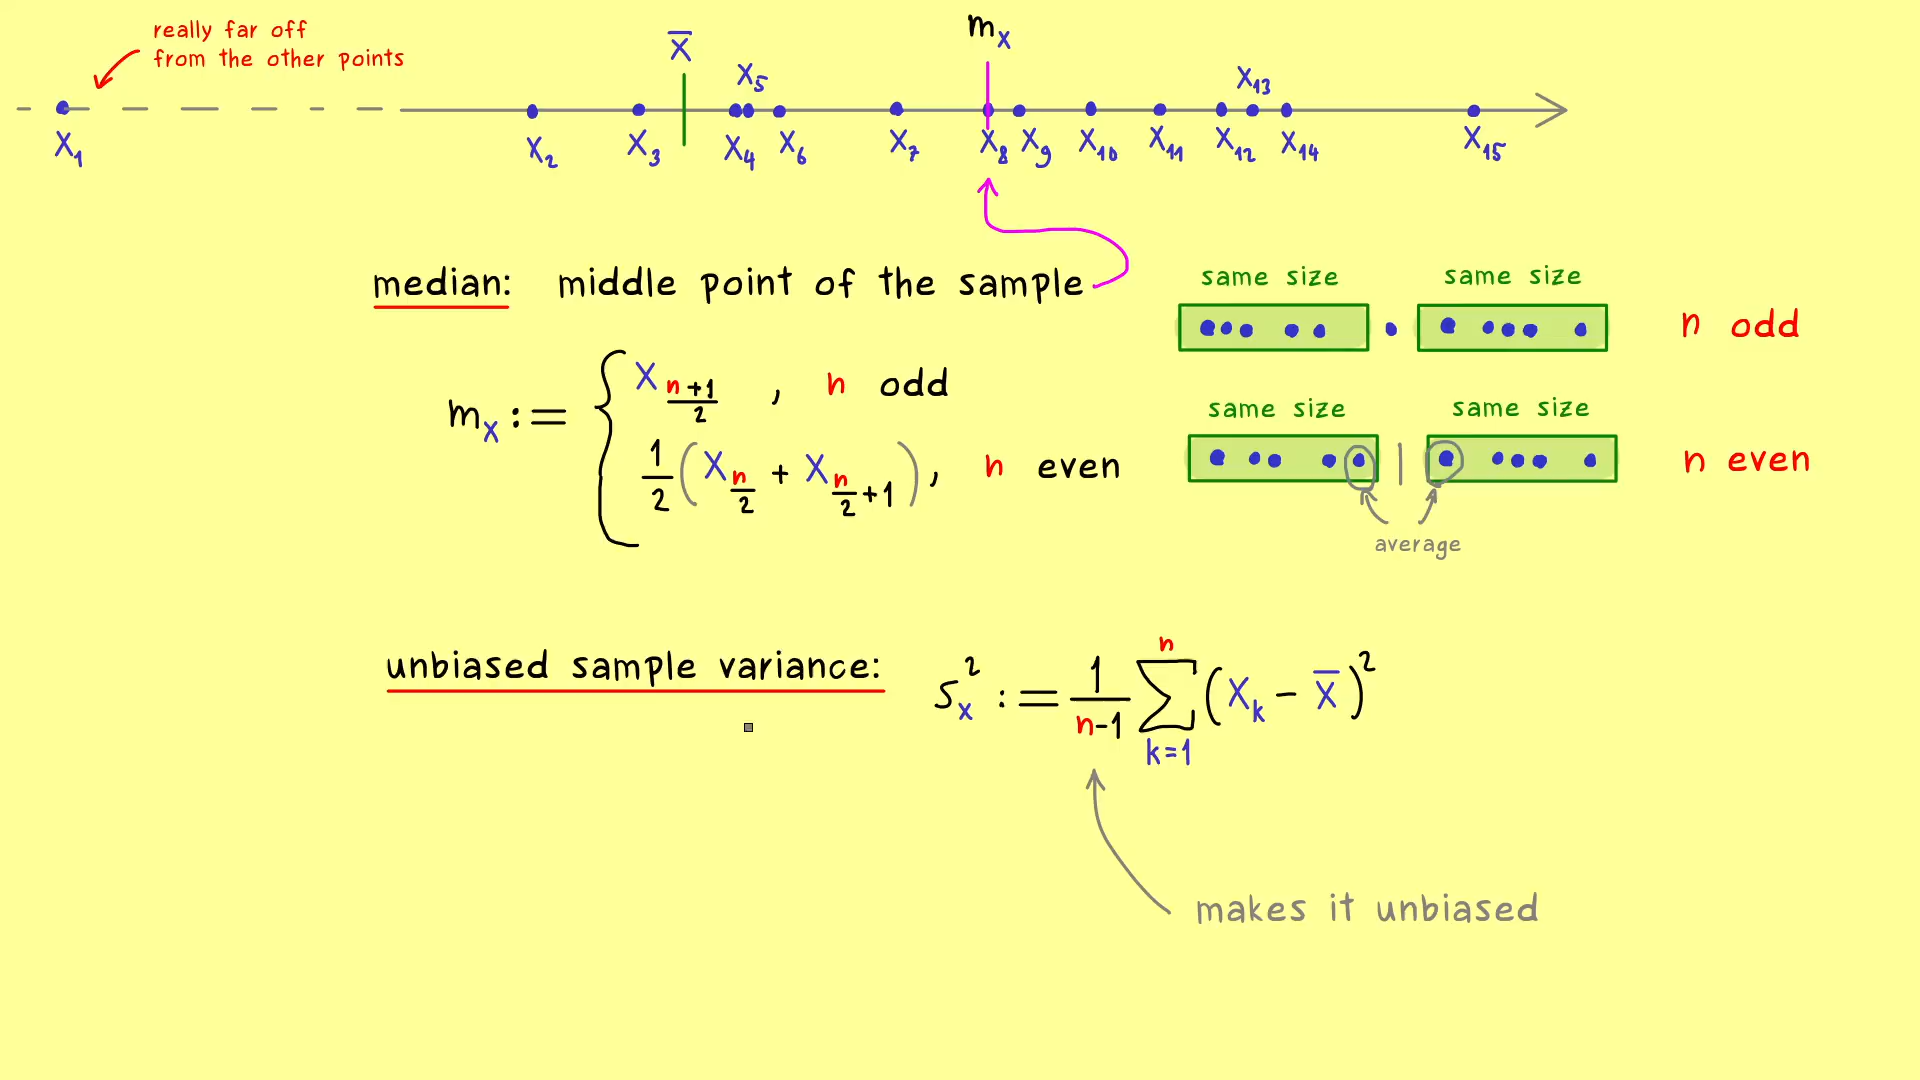 really far off
from the other points
x̄
m_x
x_5
x_13
x_1 x_2 x_3 x_4 x_6 x_7 x_8 x_9 x_10 x_11 x_12 x_14 x_15
median: middle point of the sample
same size same size
n odd
m_x := { x_{(n+1)/2} , n odd
1/2 (x_{n/2} + x_{n/2+1}) , n even
same size same size
n even
average
unbiased sample variance: s_x^2 := 1/(n-1) ∑_{k=1}^{n} (x_k - x̄)^2
makes it unbiased